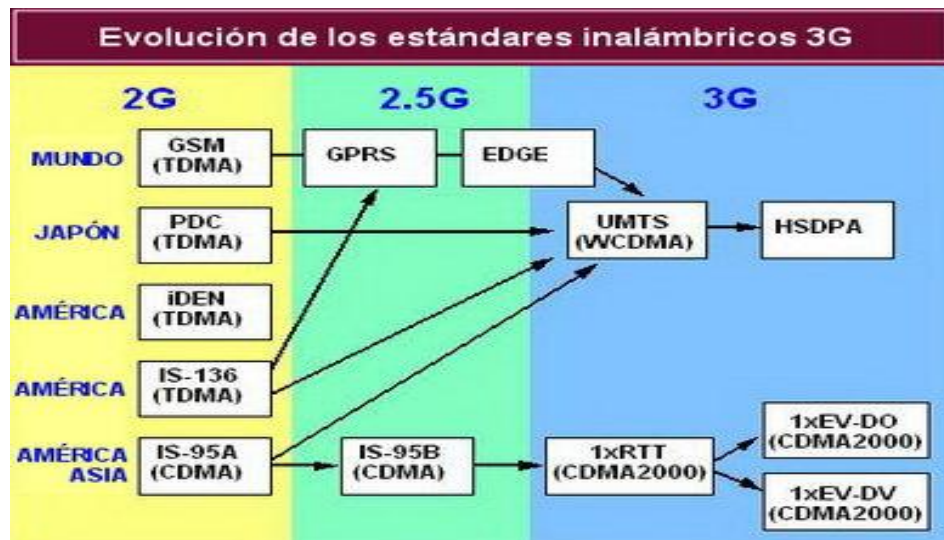 Evolución de los estándares inalámbricos 3G
2G
2.5G
3G
MUNDO
GSM
(TDMA)
GPRS
EDGE
JAPÓN
PDC
(TDMA)
UMTS
(WCDMA)
HSDPA
AMÉRICA
iDEN
(TDMA)
AMÉRICA
IS-136
(TDMA)
AMÉRICA
ASIA
IS-95A
(CDMA)
IS-95B
(CDMA)
1xRTT
(CDMA2000)
1xEV-DO
(CDMA2000)
1xEV-DV
(CDMA2000)